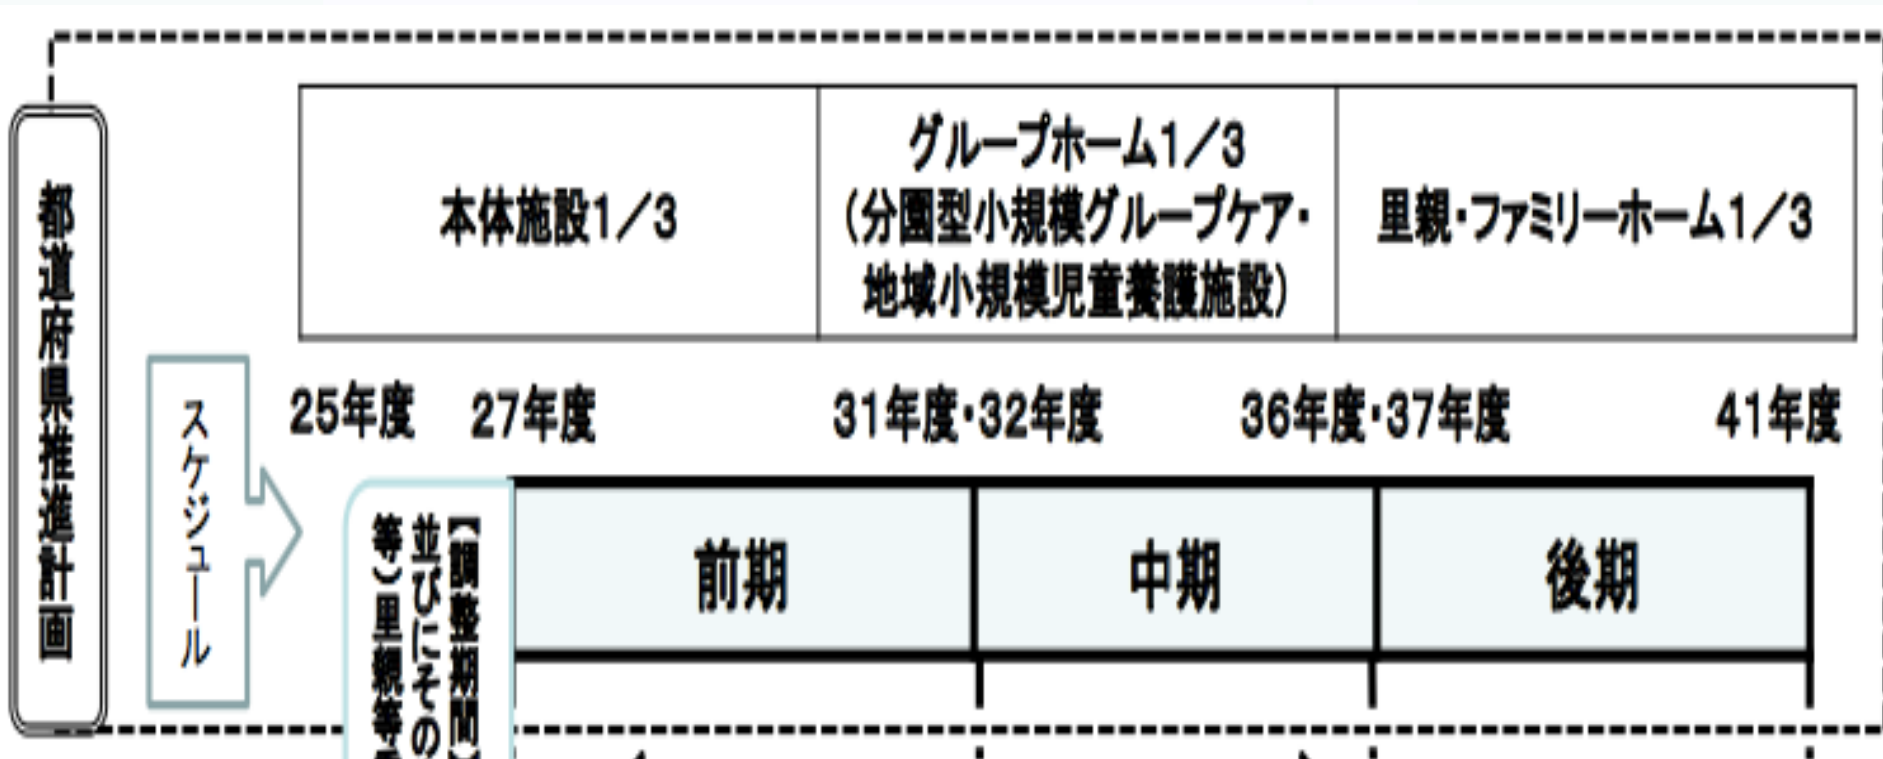 都道府県推進計画
本体施設1／3
グループホーム1／3
（分園型小規模グループケア・
地域小規模児童養護施設）
里親・ファミリーホーム1／3
スケジュール
25年度
27年度
31年度・32年度
36年度・37年度
41年度
【調整期間】
並びにその
等（里親等
前期
中期
後期